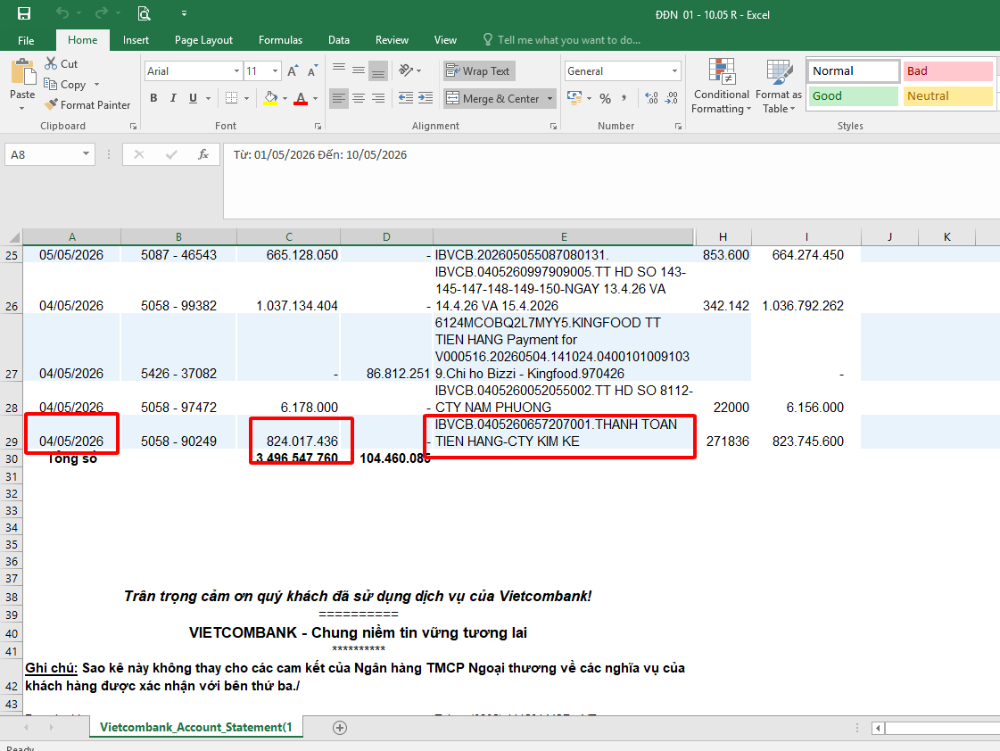 ĐĐN 01 - 10.05 R - Excel
File Home Insert Page Layout Formulas Data Review View Tell me what you want to do...
Cut
Copy
Format Painter
Paste
Arial 11
B I U
Wrap Text
Merge & Center
General
Conditional Formatting
Format as Table
Normal Bad
Good Neutral
Clipboard Font Alignment Number Styles
A8 fx Từ: 01/05/2026 Đến: 10/05/2026
A B C D E H I J K
25 05/05/2026 5087 - 46543 665.128.050 - IBVCB.202605055087080131. 853.600 664.274.450
IBVCB.0405260997909005.TT HD SO 143-
145-147-148-149-150-NGAY 13.4.26 VA
26 04/05/2026 5058 - 99382 1.037.134.404 - 14.4.26 VA 15.4.2026 342.142 1.036.792.262
6124MCOBQ2L7MYY5.KINGFOOD TT
TIEN HANG Payment for
V000516.20260504.141024.0400101009103
27 04/05/2026 5426 - 37082 - 86.812.251 9.Chi ho Bizzi - Kingfood.970426 -
IBVCB.0405260052055002.TT HD SO 8112-
28 04/05/2026 5058 - 97472 6.178.000 - CTY NAM PHUONG 22000 6.156.000
IBVCB.0405260657207001.THANH TOAN
29 04/05/2026 5058 - 90249 824.017.436 - TIEN HANG-CTY KIM KE 271836 823.745.600
30 Tổng số 3.496.547.760 104.460.085
31
32
33
34
35
36
37
38 Trân trọng cảm ơn quý khách đã sử dụng dịch vụ của Vietcombank!
39 ==========
40 VIETCOMBANK - Chung niềm tin vững tương lai
41 **********
Ghi chú: Sao kê này không thay cho các cam kết của Ngân hàng TMCP Ngoại thương về các nghĩa vụ của
42 khách hàng được xác nhận với bên thứ ba./
43
Vietcombank_Account_Statement(1
Ready